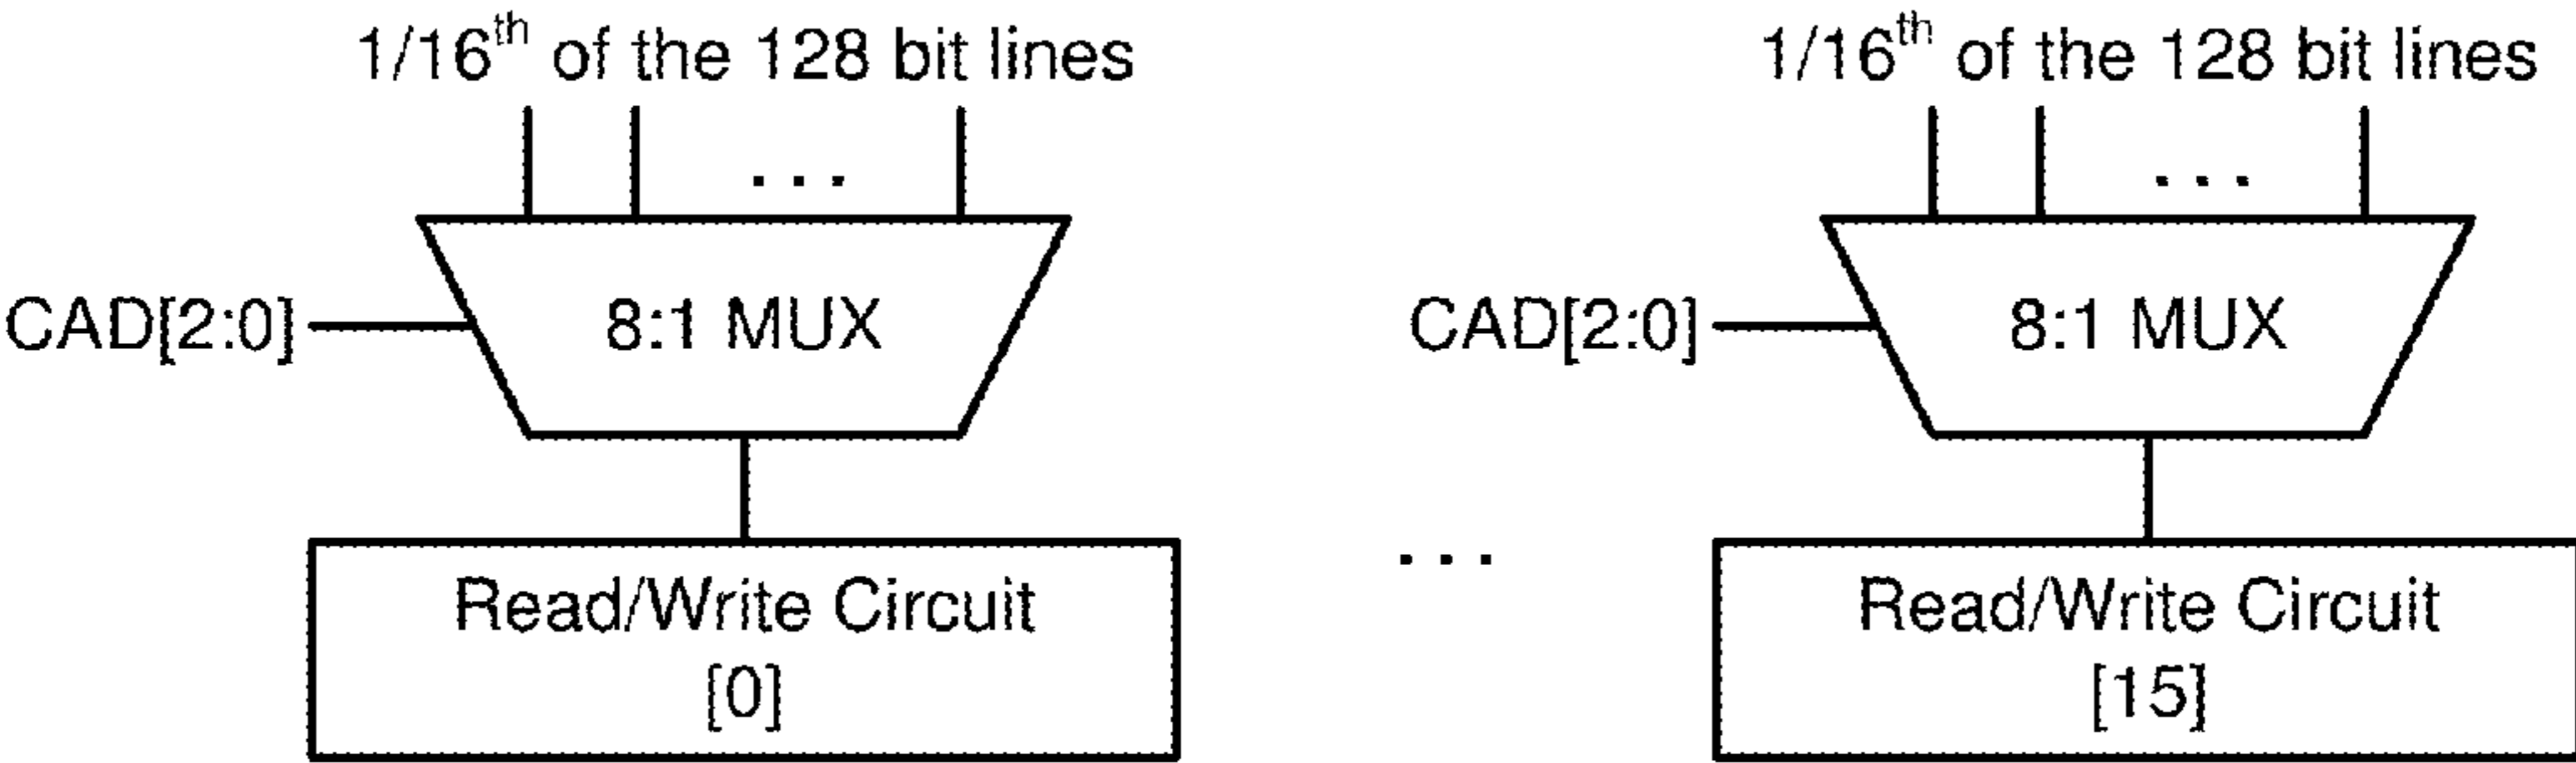 1/16th of the 128 bit lines
1/16th of the 128 bit lines
. . .
. . .
CAD[2:0]
8:1 MUX
CAD[2:0]
8:1 MUX
. . .
Read/Write Circuit
[0]
Read/Write Circuit
[15]